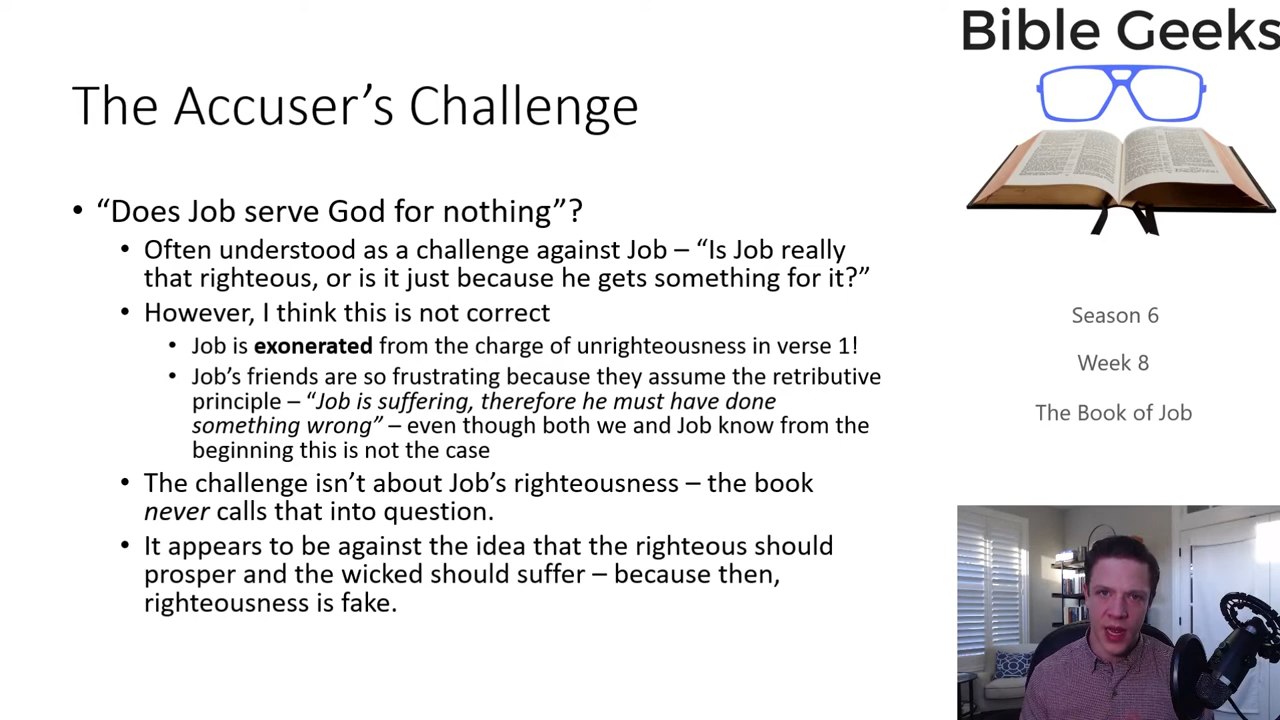 The Accuser’s Challenge
• “Does Job serve God for nothing”?
• Often understood as a challenge against Job – “Is Job really
that righteous, or is it just because he gets something for it?”
• However, I think this is not correct
• Job is exonerated from the charge of unrighteousness in verse 1!
• Job’s friends are so frustrating because they assume the retributive
principle – “Job is suffering, therefore he must have done
something wrong” – even though both we and Job know from the
beginning this is not the case
• The challenge isn’t about Job’s righteousness – the book
never calls that into question.
• It appears to be against the idea that the righteous should
prosper and the wicked should suffer – because then,
righteousness is fake.
Bible Geeks
Season 6
Week 8
The Book of Job